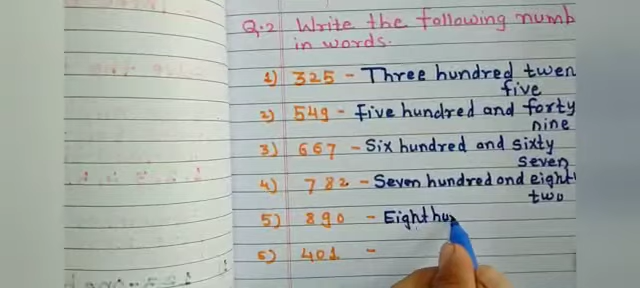 Q.2 Write the following numb
in words.
1) 325 - Three hundred twen
five
2) 549 - Five hundred and forty
nine
3) 667 - Six hundred and sixty
seven
4) 782 - Seven hundred and eight
two
5) 890 - Eight hu
6) 401 -